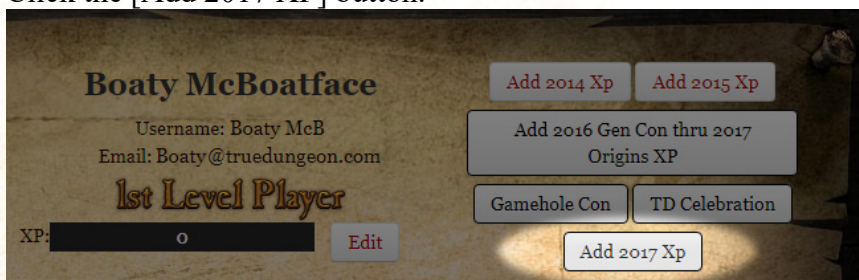 Click the [Add 2017 XP] button.
Boaty McBoatface
Username: Boaty McB
Email: Boaty@truedungeon.com
1st Level Player
XP: 0 Edit
Add 2014 Xp Add 2015 Xp
Add 2016 Gen Con thru 2017
Origins XP
Gamehole Con TD Celebration
Add 2017 Xp